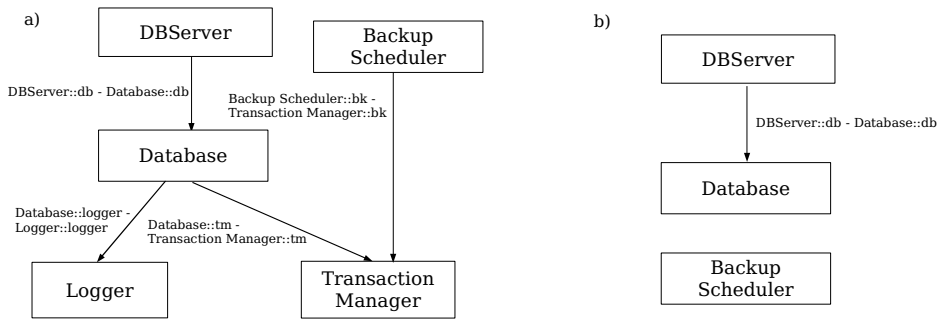 a)
DBServer
Backup
Scheduler
DBServer::db - Database::db
Backup Scheduler::bk -
Transaction Manager::bk
Database
Database::logger -
Logger::logger
Database::tm -
Transaction Manager::tm
Logger
Transaction
Manager
b)
DBServer
DBServer::db - Database::db
Database
Backup
Scheduler